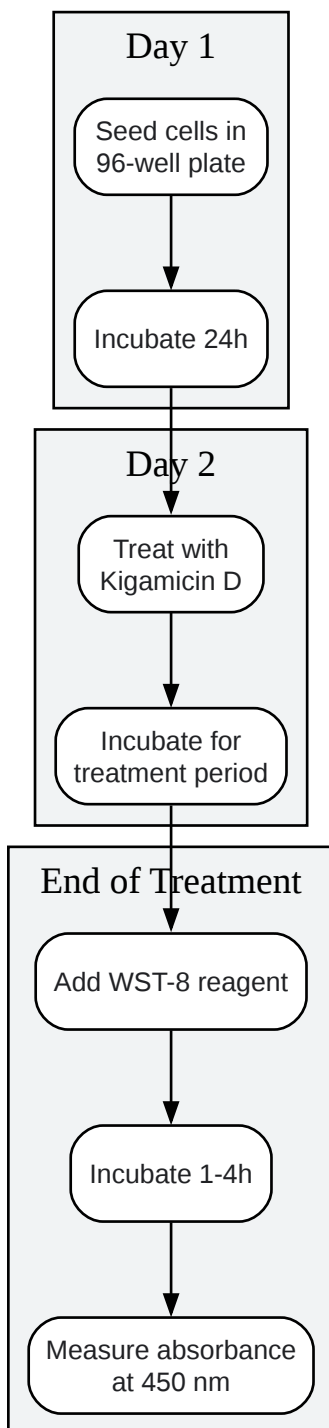 Day 1
Seed cells in
96-well plate
Incubate 24h
Day 2
Treat with
Kigamicin D
Incubate for
treatment period
End of Treatment
Add WST-8 reagent
Incubate 1-4h
Measure absorbance
at 450 nm